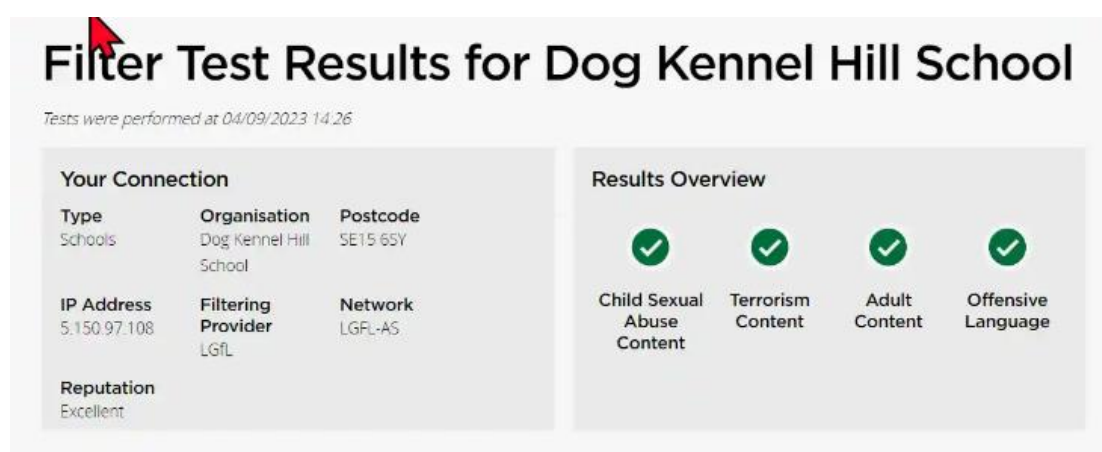 Filter Test Results for Dog Kennel Hill School
Tests were performed at 04/09/2023 14:26
Your Connection
Type
Schools
Organisation
Dog Kennel Hill
School
Postcode
SE15 6SY
IP Address
5.150.97.108
Filtering
Provider
LGfL
Network
LGFL-AS
Reputation
Excellent
Results Overview
Child Sexual
Abuse
Content
Terrorism
Content
Adult
Content
Offensive
Language